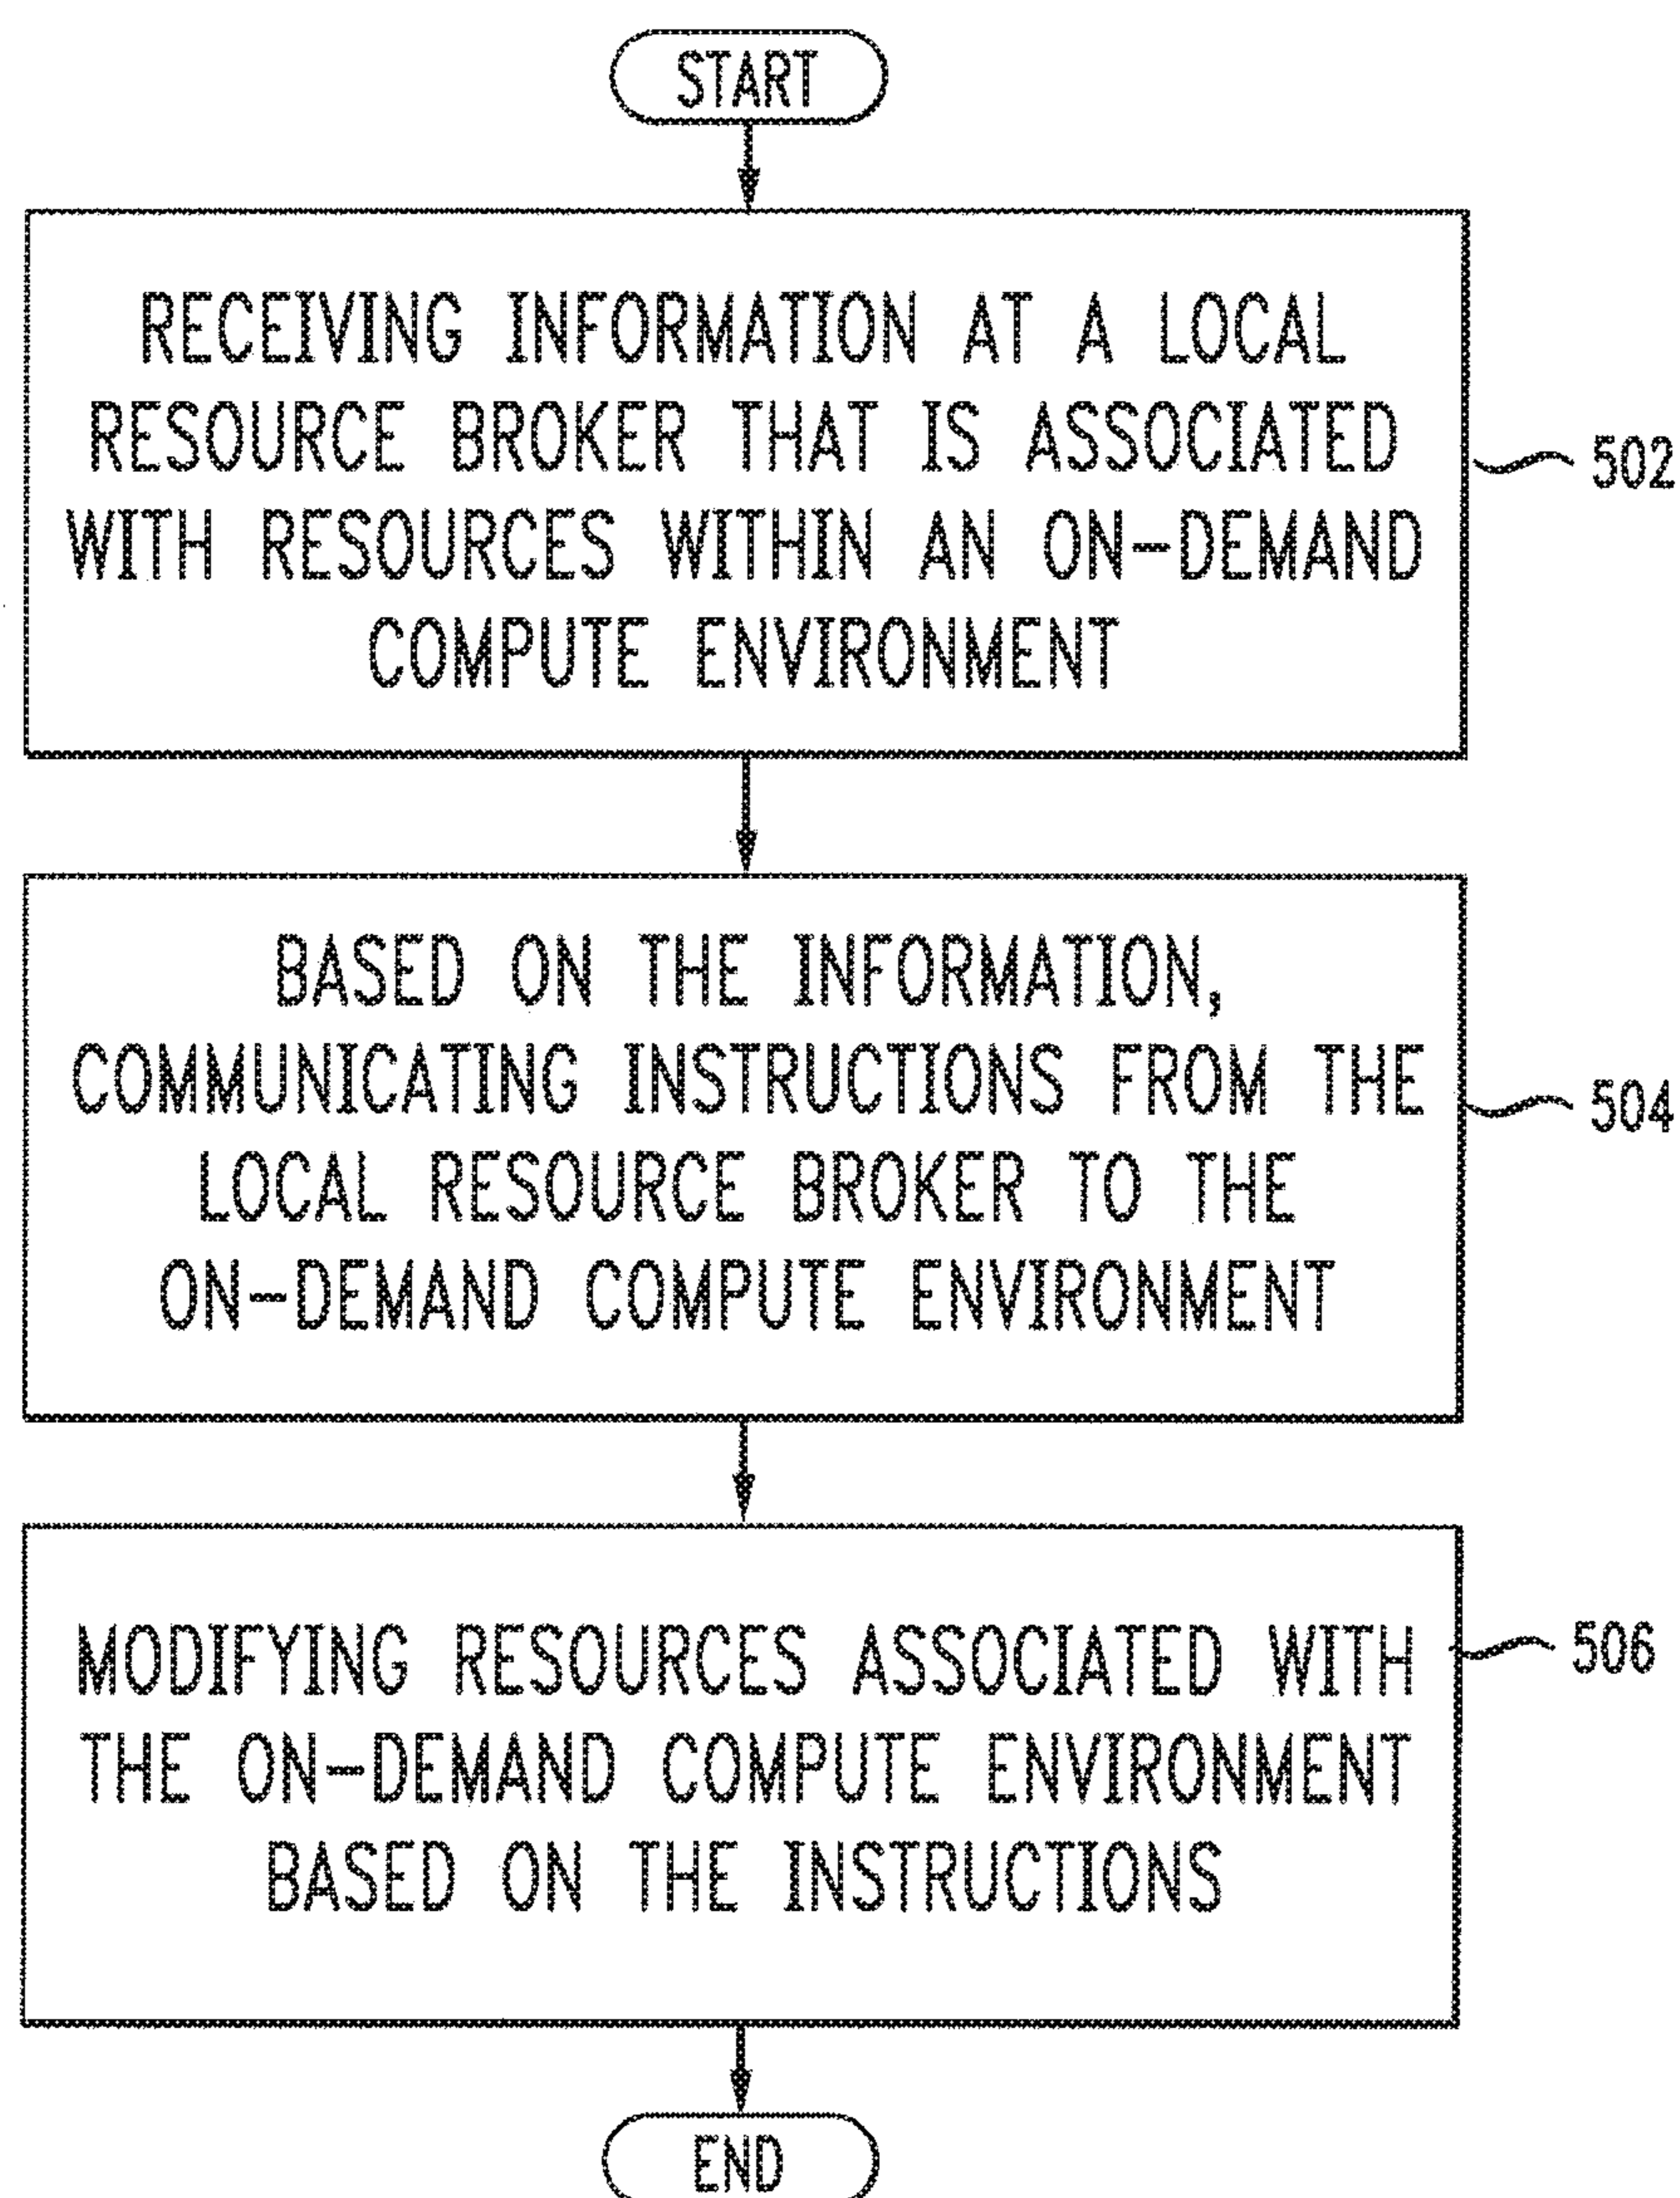 START
RECEIVING INFORMATION AT A LOCAL
RESOURCE BROKER THAT IS ASSOCIATED
WITH RESOURCES WITHIN AN ON-DEMAND
COMPUTE ENVIRONMENT
502
BASED ON THE INFORMATION,
COMMUNICATING INSTRUCTIONS FROM THE
LOCAL RESOURCE BROKER TO THE
ON-DEMAND COMPUTE ENVIRONMENT
504
MODIFYING RESOURCES ASSOCIATED WITH
THE ON-DEMAND COMPUTE ENVIRONMENT
BASED ON THE INSTRUCTIONS
506
END